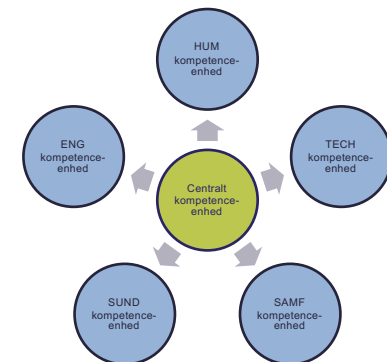 HUM
kompetence-
enhed
ENG
kompetence-
enhed
TECH
kompetence-
enhed
Centralt
kompetence-
enhed
SUND
kompetence-
enhed
SAMF
kompetence-
enhed